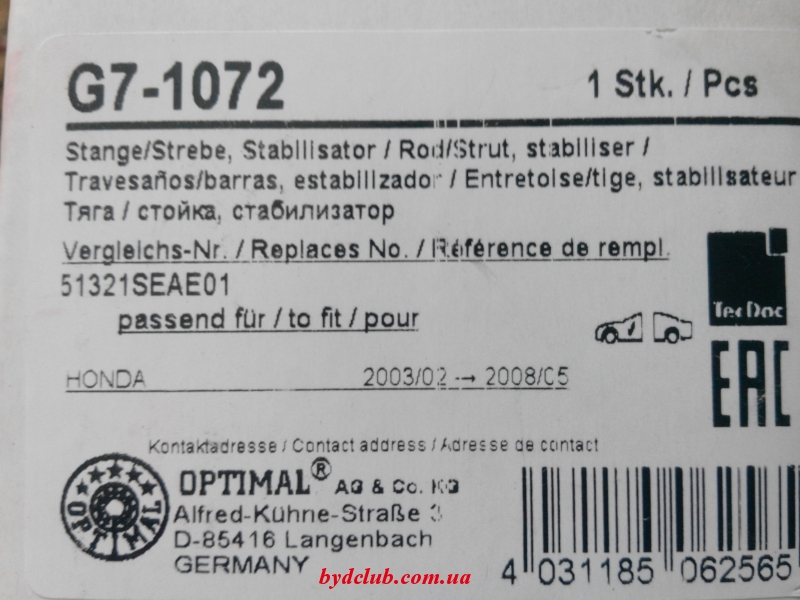 G7-1072 1 Stk. / Pcs
Stange/Strebe, Stabilisator / Rod/Strut, stabiliser /
Travesaños/barras, estabilizador / Entretoise/tige, stabilisateur
Тяга / стойка, стабилизатор
Vergleichs-Nr. / Replaces No. / Référence de rempl.
51321SEAE01
passend für / to fit / pour
TecDoc
HONDA 2003/02 → 2008/05
EAC
Kontaktadresse / Contact address / Adresse de contact
OPTIMAL® AG & Co. KG
Alfred-Kühne-Straße 3
D-85416 Langenbach
GERMANY
OPTIMAL
4 031185 062565
bydclub.com.ua